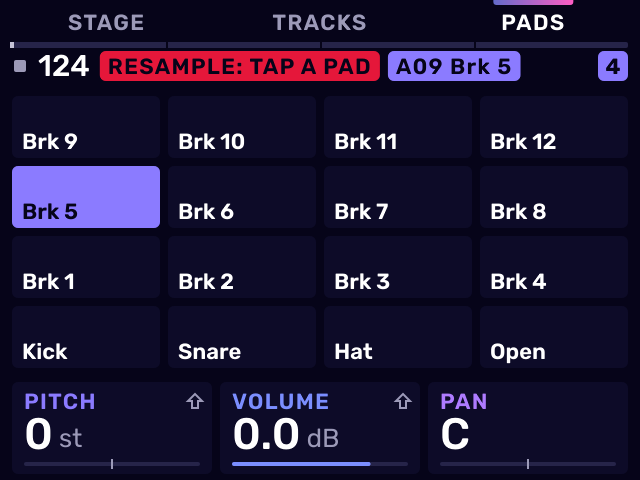 STAGE TRACKS PADS
124 RESAMPLE: TAP A PAD A09 Brk 5 4
Brk 9 Brk 10 Brk 11 Brk 12
Brk 5 Brk 6 Brk 7 Brk 8
Brk 1 Brk 2 Brk 3 Brk 4
Kick Snare Hat Open
PITCH VOLUME PAN
0 st 0.0 dB C